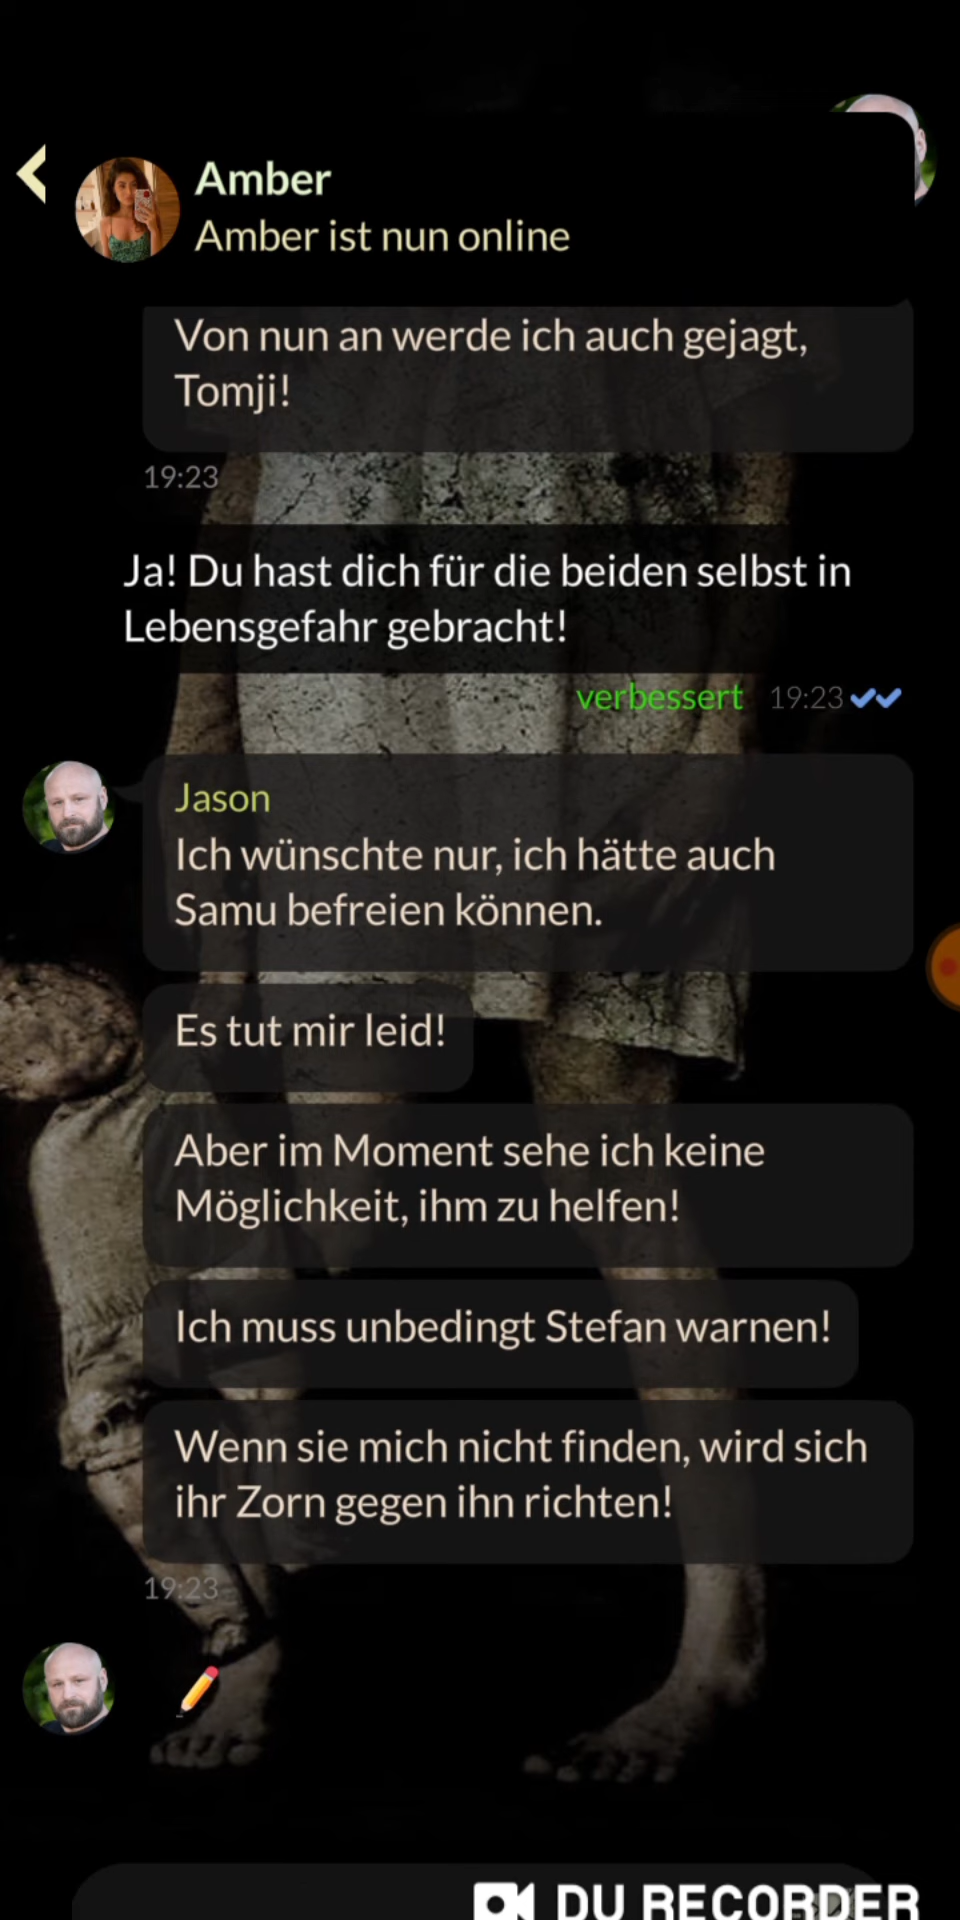 Amber
Amber ist nun online
Von nun an werde ich auch gejagt,
Tomji!
19:23
Ja! Du hast dich für die beiden selbst in
Lebensgefahr gebracht!
verbessert 19:23
Jason
Ich wünschte nur, ich hätte auch
Samu befreien können.
Es tut mir leid!
Aber im Moment sehe ich keine
Möglichkeit, ihm zu helfen!
Ich muss unbedingt Stefan warnen!
Wenn sie mich nicht finden, wird sich
ihr Zorn gegen ihn richten!
19:23
DU RECORDER